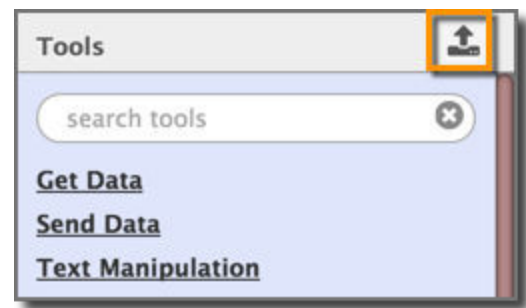 Tools
search tools
Get Data
Send Data
Text Manipulation